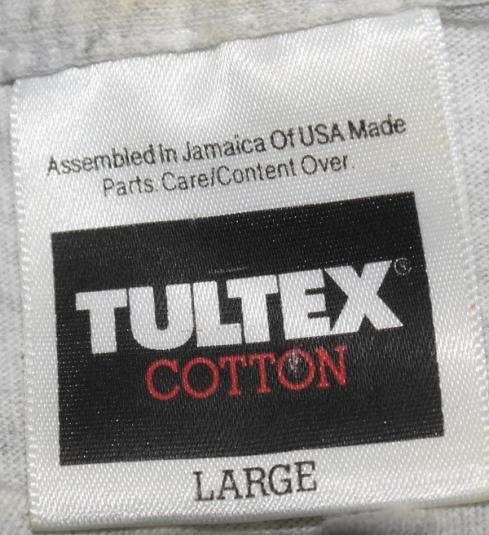 Assembled In Jamaica Of USA Made
Parts. Care/Content Over.
TULTEX®
COTTON
LARGE